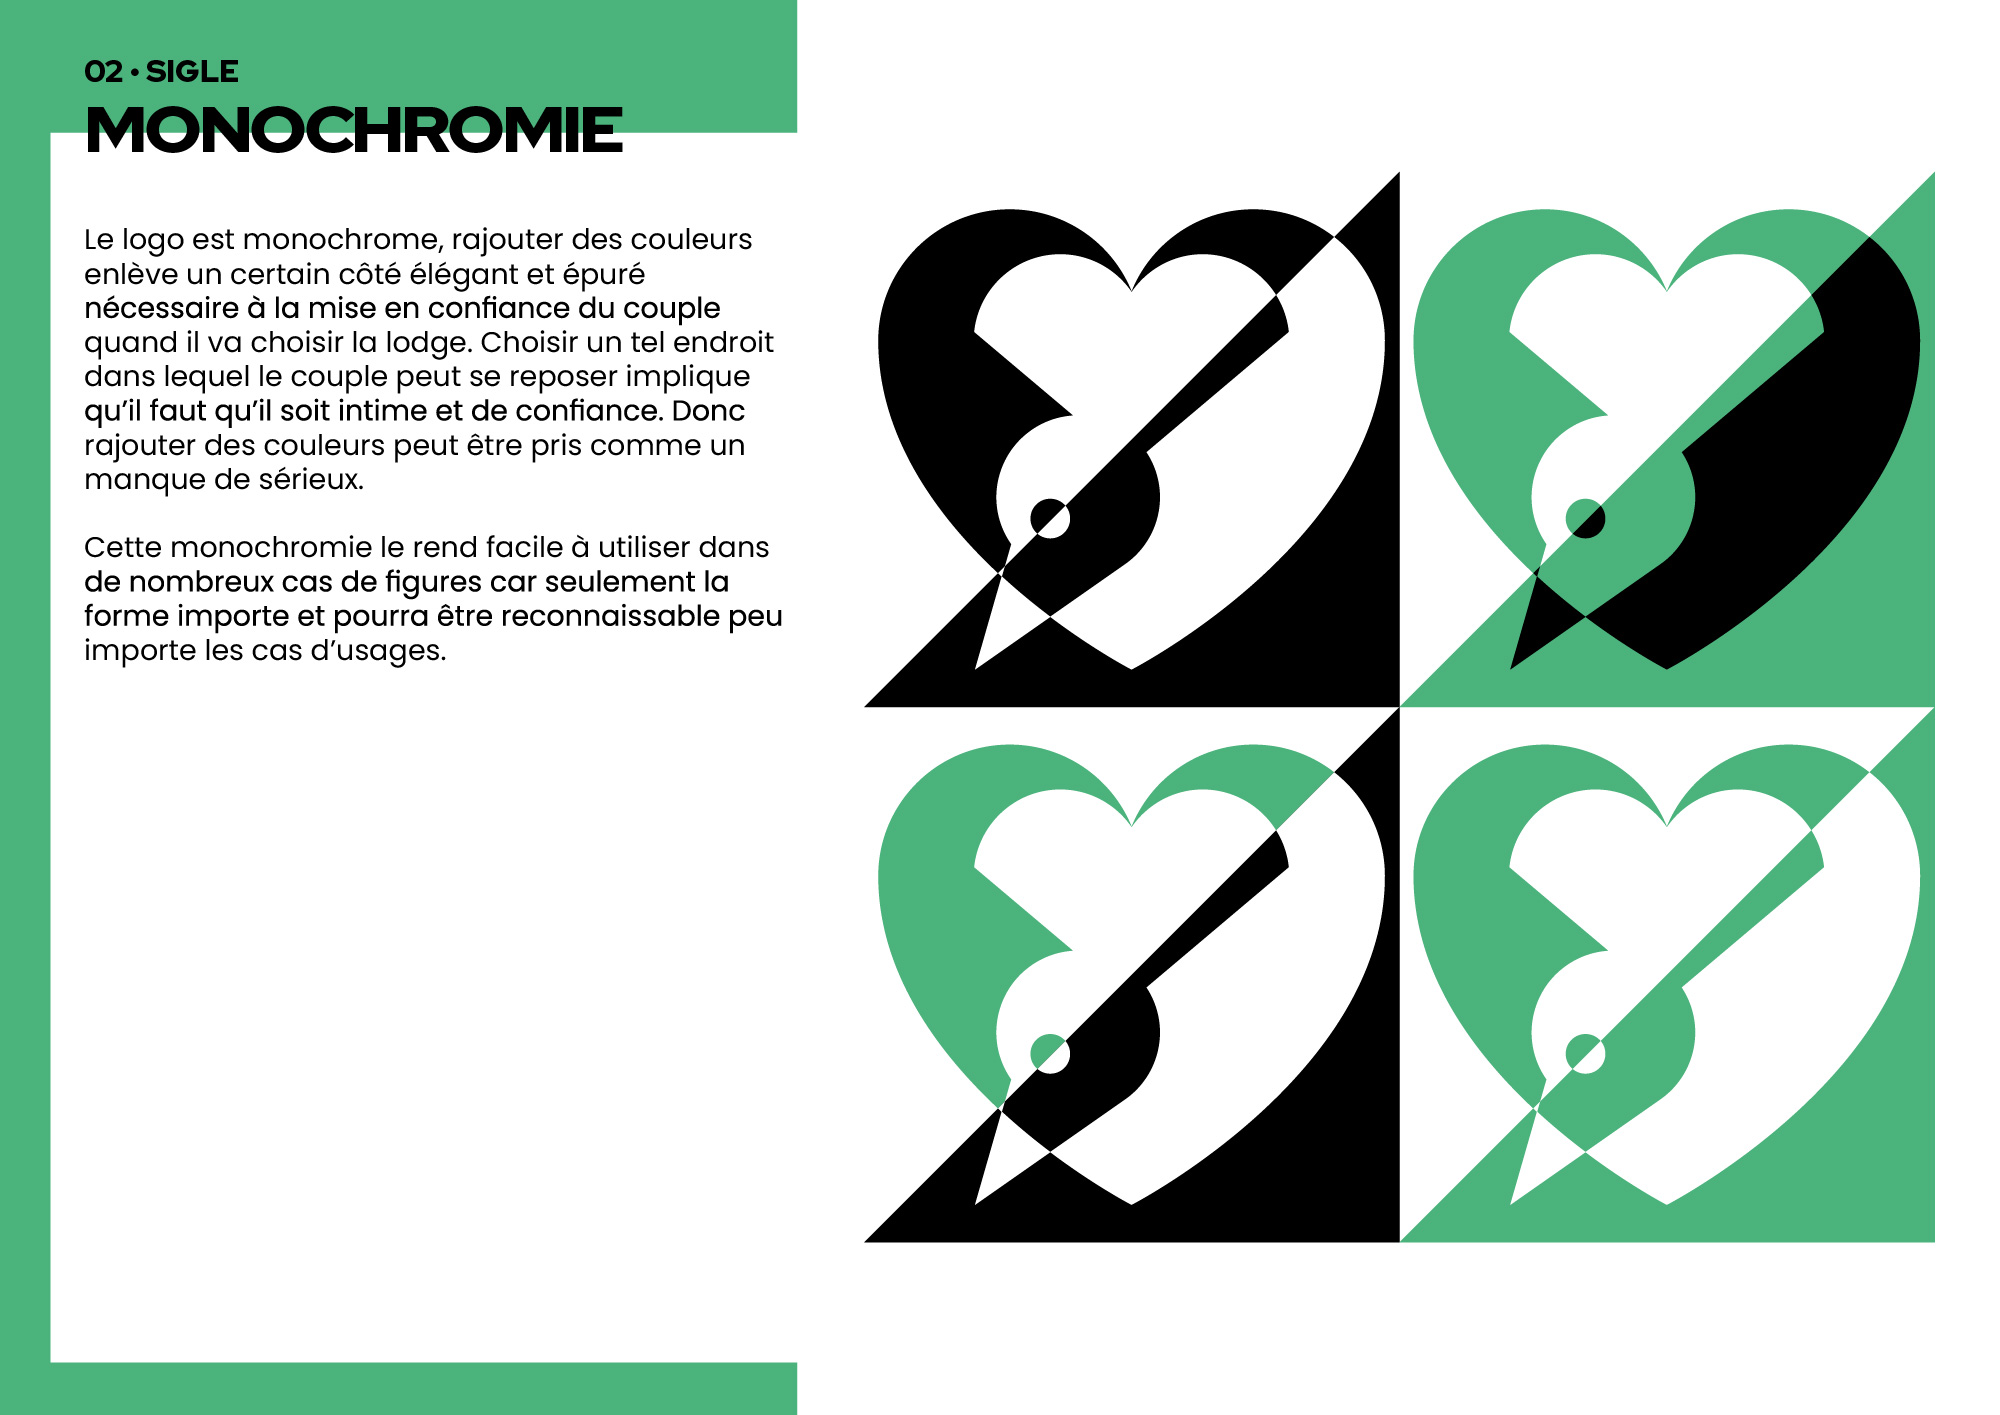 02 • SIGLE
MONOCHROMIE
Le logo est monochrome, rajouter des couleurs
enlève un certain côté élégant et épuré
nécessaire à la mise en confiance du couple
quand il va choisir la lodge. Choisir un tel endroit
dans lequel le couple peut se reposer implique
qu’il faut qu’il soit intime et de confiance. Donc
rajouter des couleurs peut être pris comme un
manque de sérieux.
Cette monochromie le rend facile à utiliser dans
de nombreux cas de figures car seulement la
forme importe et pourra être reconnaissable peu
importe les cas d’usages.